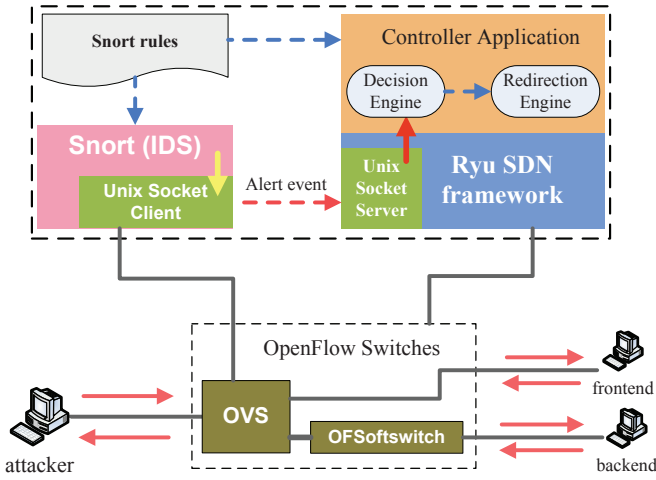 Snort rules
Controller Application
Decision
Engine
Redirection
Engine
Snort (IDS)
Unix Socket
Client
Alert event
Unix
Socket
Server
Ryu SDN
framework
OpenFlow Switches
OVS
OFSoftswitch
attacker
frontend
backend